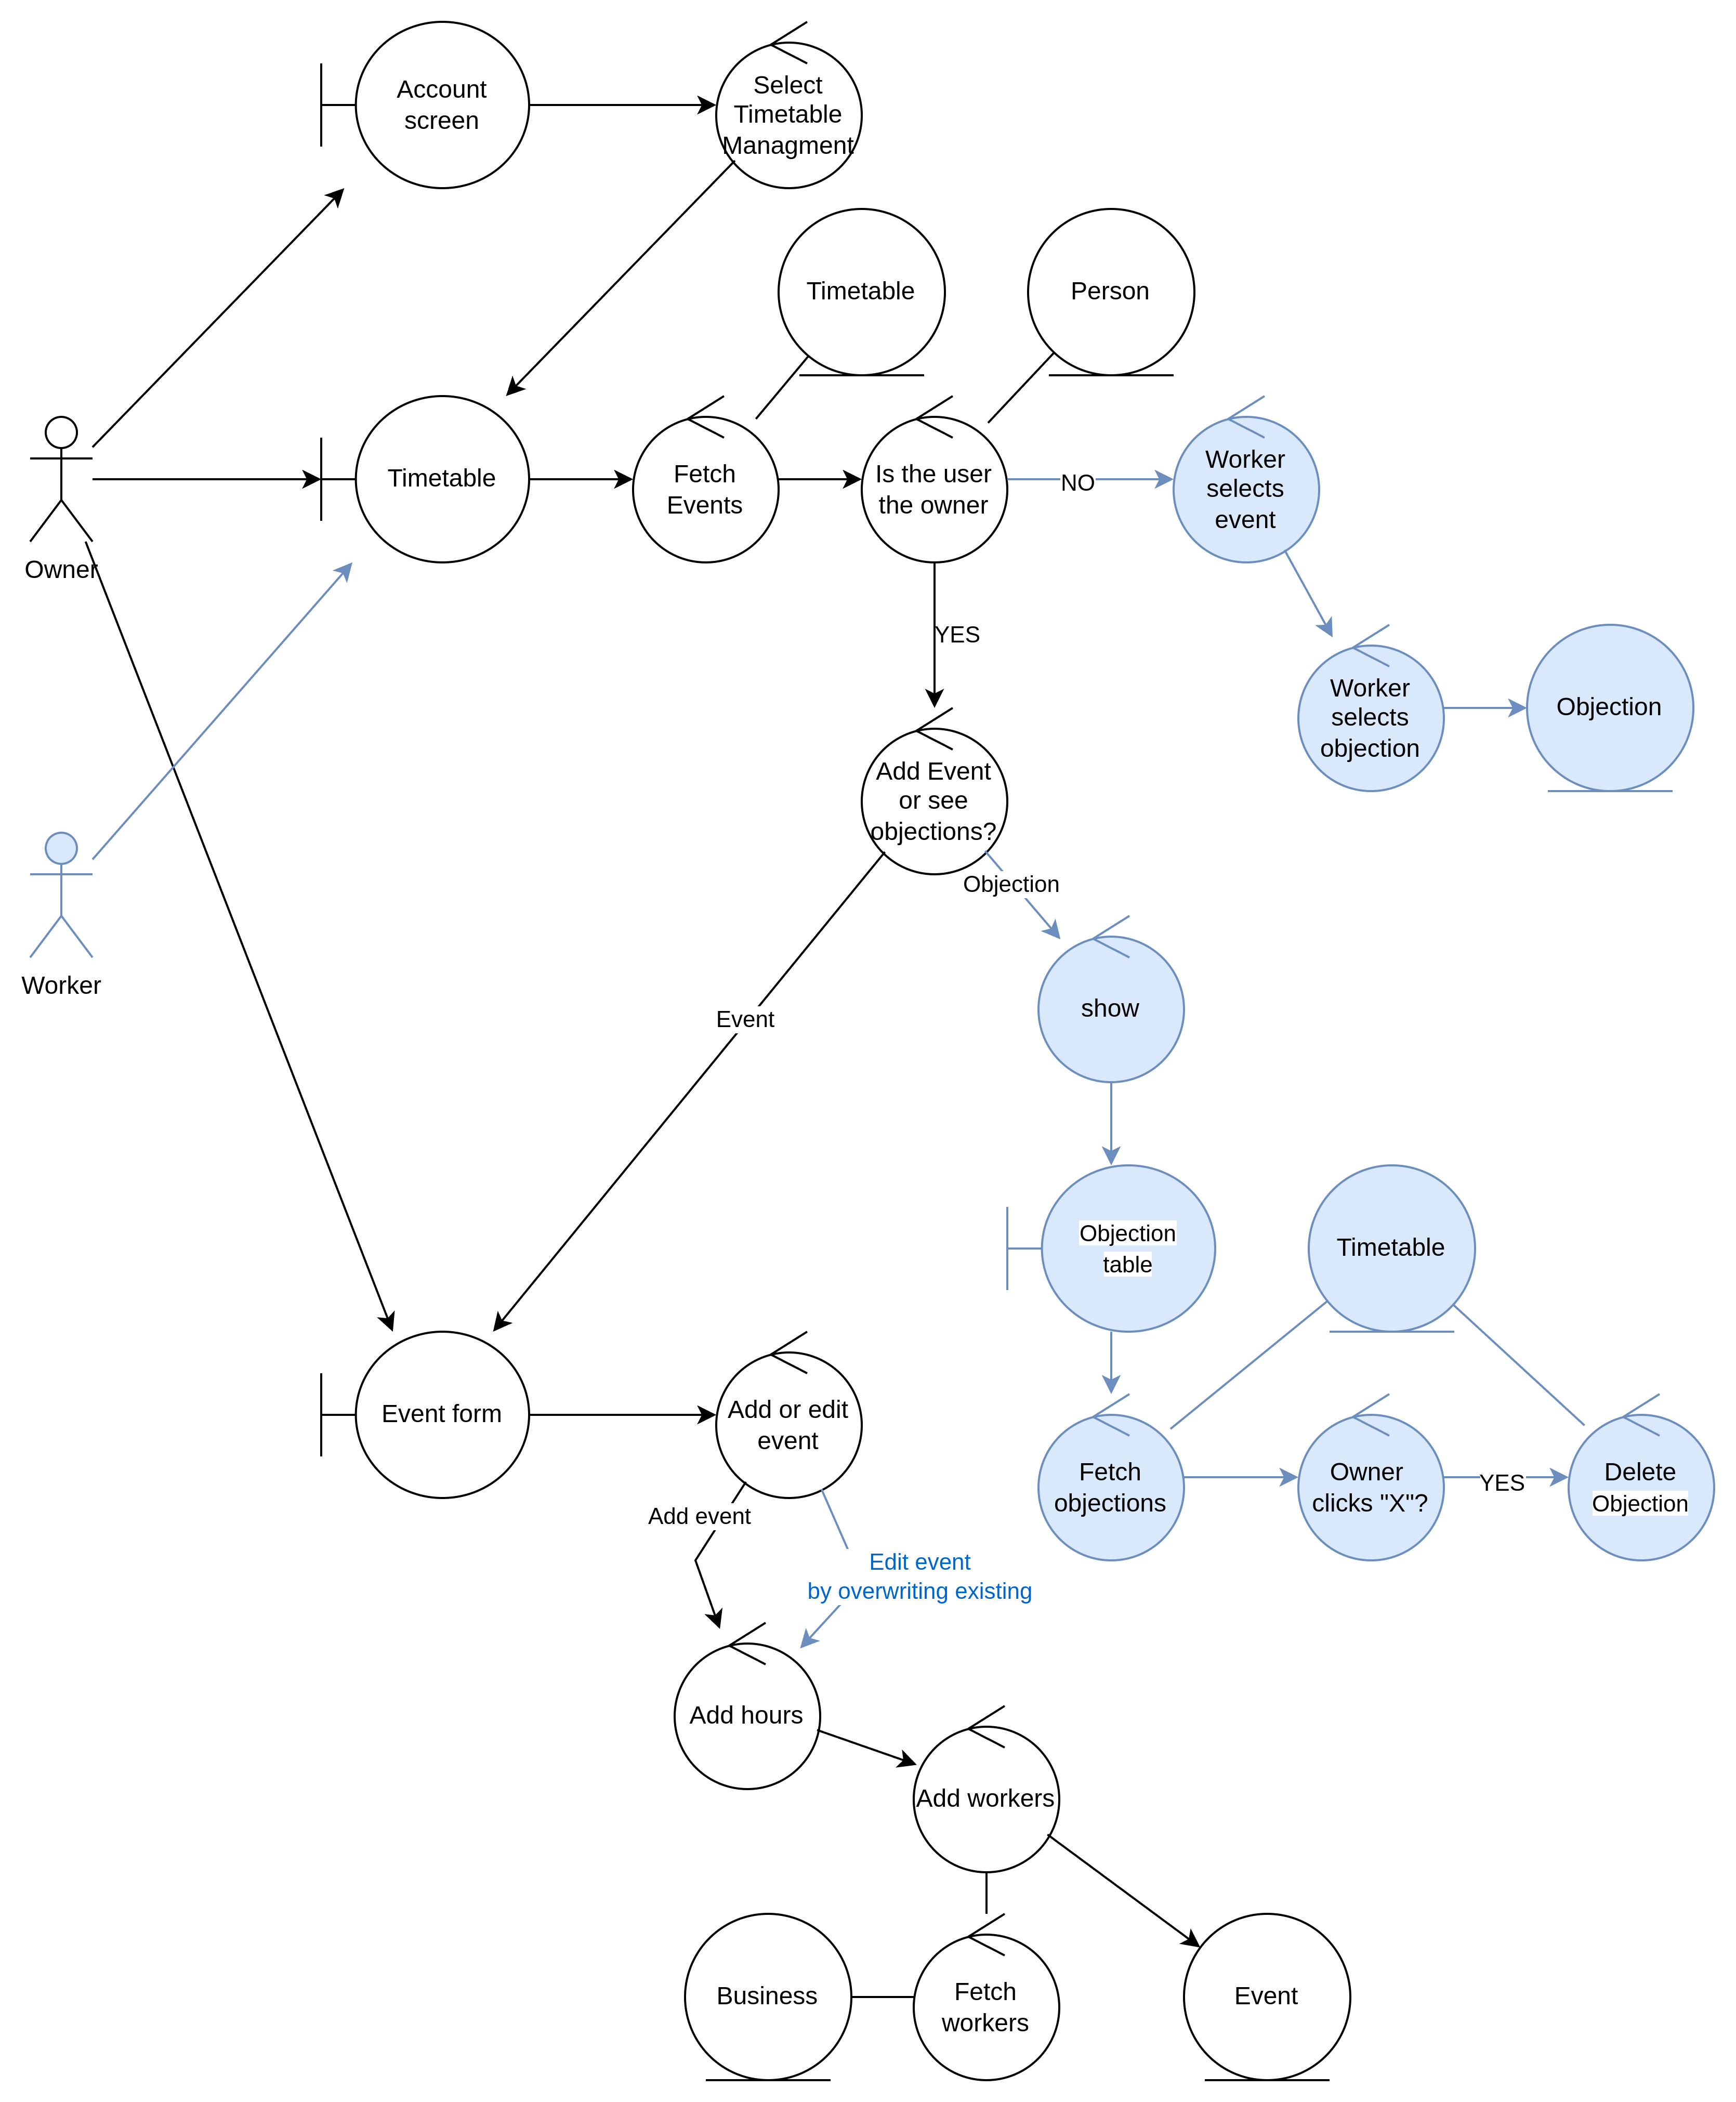 Account
screen
Select
Timetable
Managment
Timetable
Person
Owner
Timetable
Fetch
Events
Is the user
the owner
NO
Worker
selects
event
YES
Worker
selects
objection
Objection
Add Event
or see
objections?
Objection
Worker
Event
show
Objection
table
Timetable
Event form
Add or edit
event
Fetch
objections
Owner
clicks "X"?
YES
Delete
Objection
Add event
Edit event
by overwriting existing
Add hours
Add workers
Business
Fetch
workers
Event